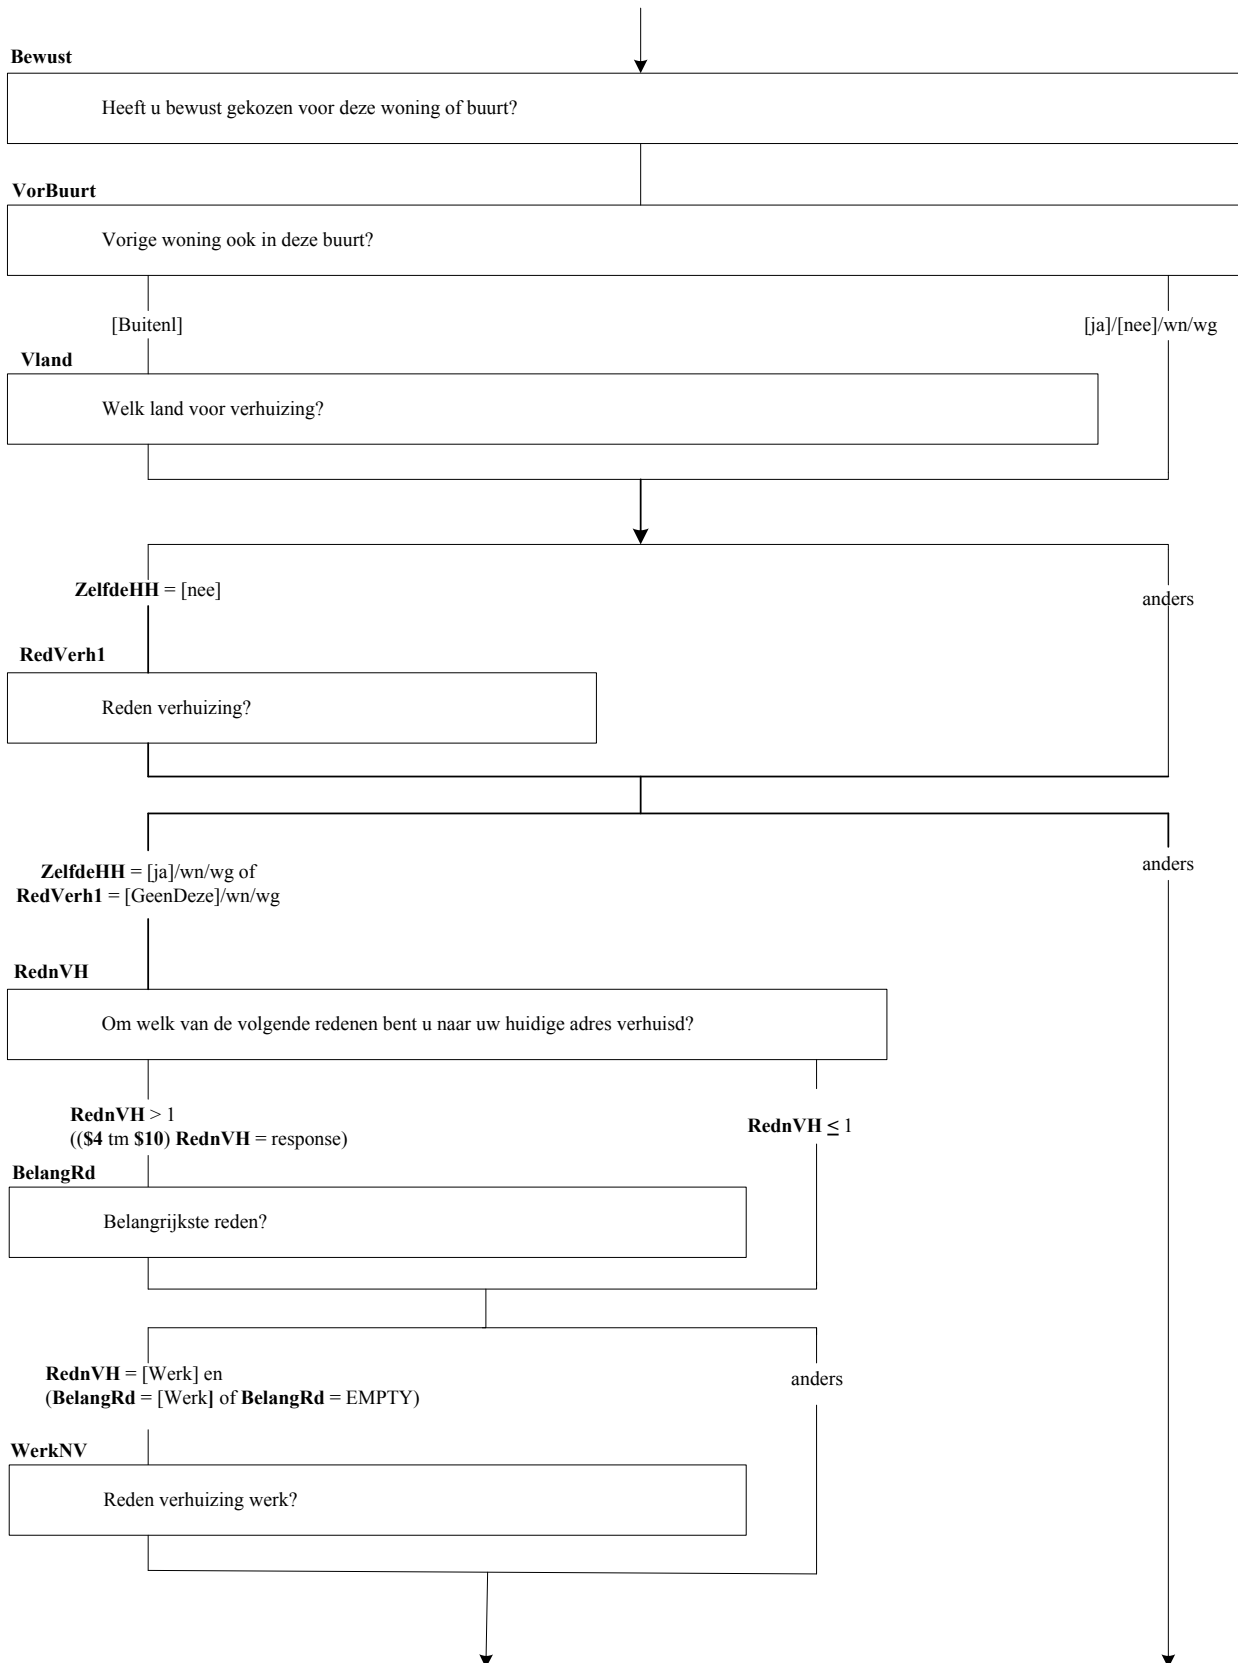 Bewust
Heeft u bewust gekozen voor deze woning of buurt?
VorBuurt
Vorige woning ook in deze buurt?
[Buitenl]
[ja]/[nee]/wn/wg
Vland
Welk land voor verhuizing?
ZelfdeHH = [nee]
anders
RedVerh1
Reden verhuizing?
ZelfdeHH = [ja]/wn/wg of
RedVerh1 = [GeenDeze]/wn/wg
anders
RednVH
Om welk van de volgende redenen bent u naar uw huidige adres verhuisd?
RednVH > 1
(($4 tm $10) RednVH = response)
RednVH ≤ 1
BelangRd
Belangrijkste reden?
RednVH = [Werk] en
(BelangRd = [Werk] of BelangRd = EMPTY)
anders
WerkNV
Reden verhuizing werk?